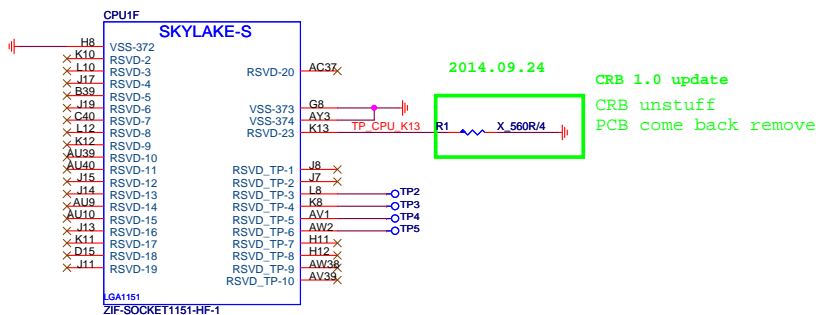 CPU1F
SKYLAKE-S
H8 VSS-372
K10 RSVD-2
L10 RSVD-3
J17 RSVD-4
B39 RSVD-5
J19 RSVD-6
C40 RSVD-7
L12 RSVD-8
K12 RSVD-9
AU39 RSVD-10
AU40 RSVD-11
J15 RSVD-12
J14 RSVD-13
AU9 RSVD-14
AU10 RSVD-15
J13 RSVD-16
K11 RSVD-17
D15 RSVD-18
J11 RSVD-19
RSVD-20 AC37
VSS-373 G8
VSS-374 AY3
RSVD-23 K13 TP_CPU_K13 R1 X_560R/4
RSVD_TP-1 J8
RSVD_TP-2 J7
RSVD_TP-3 L8 TP2
RSVD_TP-4 K8 TP3
RSVD_TP-5 AV1 TP4
RSVD_TP-6 AW2 TP5
RSVD_TP-7 H11
RSVD_TP-8 H12
RSVD_TP-9 AW38
RSVD_TP-10 AV39
LGA1151
ZIF-SOCKET1151-HF-1
2014.09.24
CRB 1.0 update
CRB unstuff
PCB come back remove